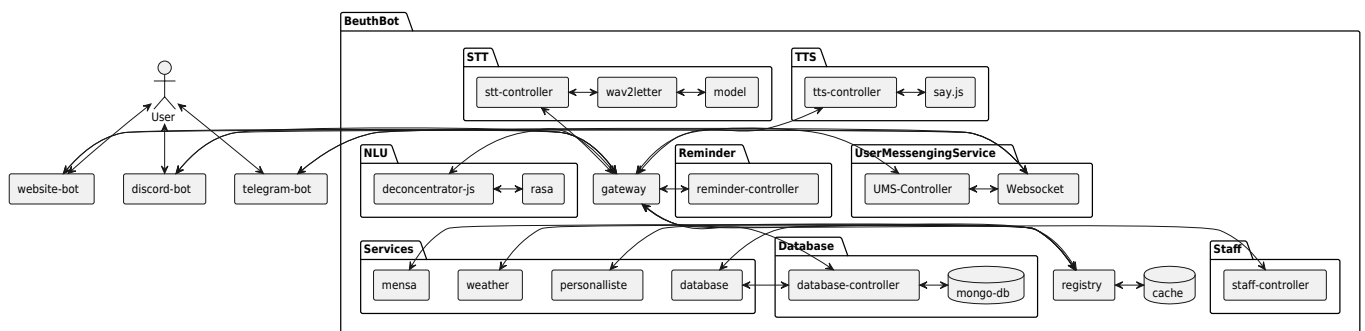 BeuthBot
STT
TTS
stt-controller
wav2letter
model
tts-controller
say.js
User
NLU
Reminder
UserMessagingService
website-bot
discord-bot
telegram-bot
deconcentrator-js
rasa
gateway
reminder-controller
UMS-Controller
Websocket
Services
Database
Staff
mensa
weather
personalliste
database
database-controller
mongo-db
registry
cache
staff-controller